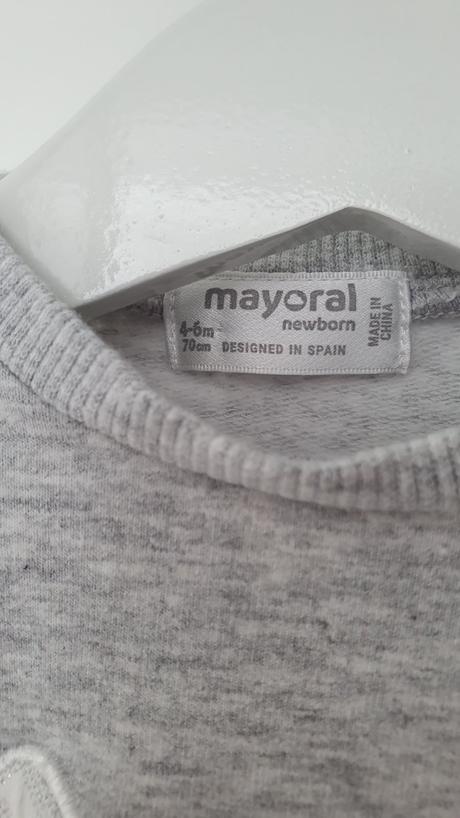 mayoral
newborn
4-6m
70cm DESIGNED IN SPAIN
MADE IN
CHINA